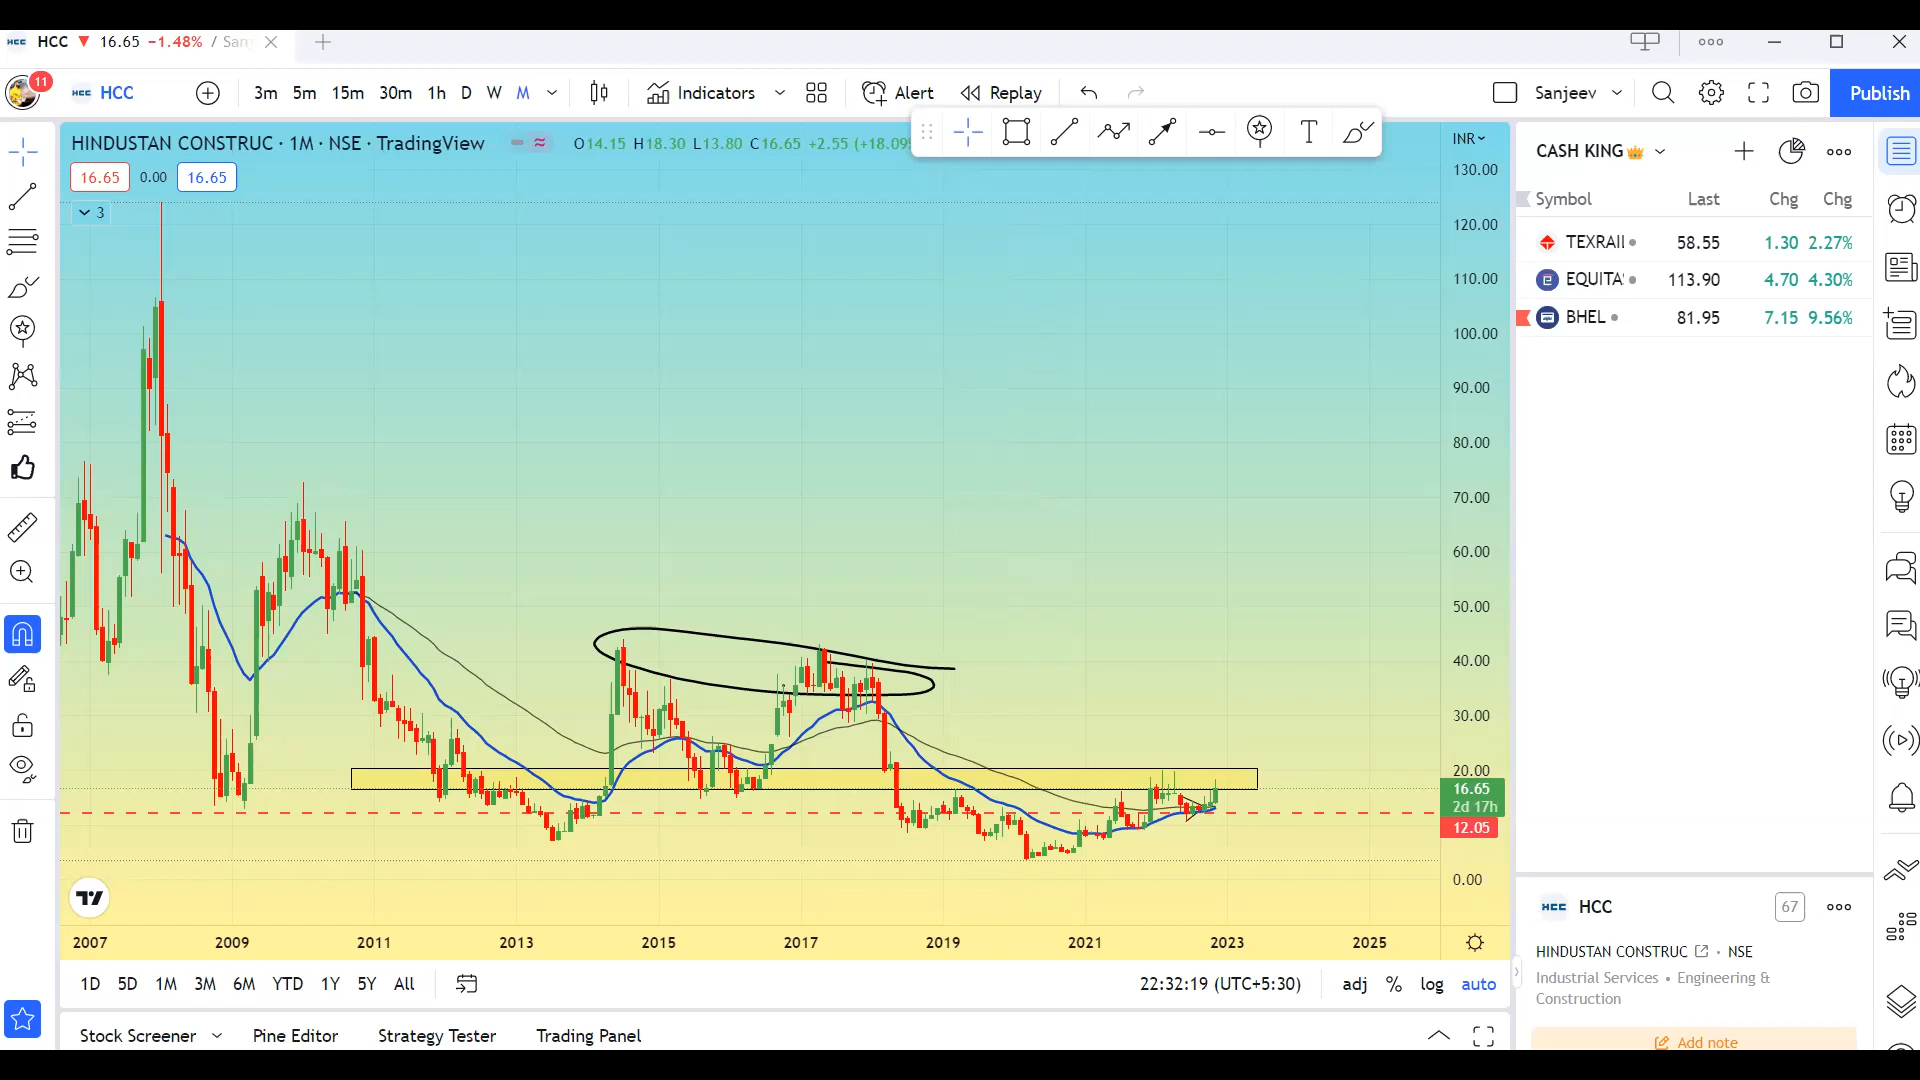 HCC HCC 16.65 −1.48% / San
11 HCC HCC 3m 5m 15m 30m 1h D W M Indicators Alert Replay Sanjeev Publish
HINDUSTAN CONSTRUC · 1M · NSE · TradingView O14.15 H18.30 L13.80 C16.65 +2.55 (+18.09
16.65 0.00 16.65
3
T
INR
130.00
120.00
110.00
100.00
90.00
80.00
70.00
60.00
50.00
40.00
30.00
20.00
16.65
2d 17h
12.05
0.00
2007 2009 2011 2013 2015 2017 2019 2021 2023 2025
1D 5D 1M 3M 6M YTD 1Y 5Y All 22:32:19 (UTC+5:30) adj % log auto
Stock Screener Pine Editor Strategy Tester Trading Panel
CASH KING
Symbol Last Chg Chg
TEXRAIL 58.55 1.30 2.27%
EQUITA 113.90 4.70 4.30%
BHEL 81.95 7.15 9.56%
HCC HCC 67
HINDUSTAN CONSTRUC · NSE
Industrial Services • Engineering &
Construction
Add note